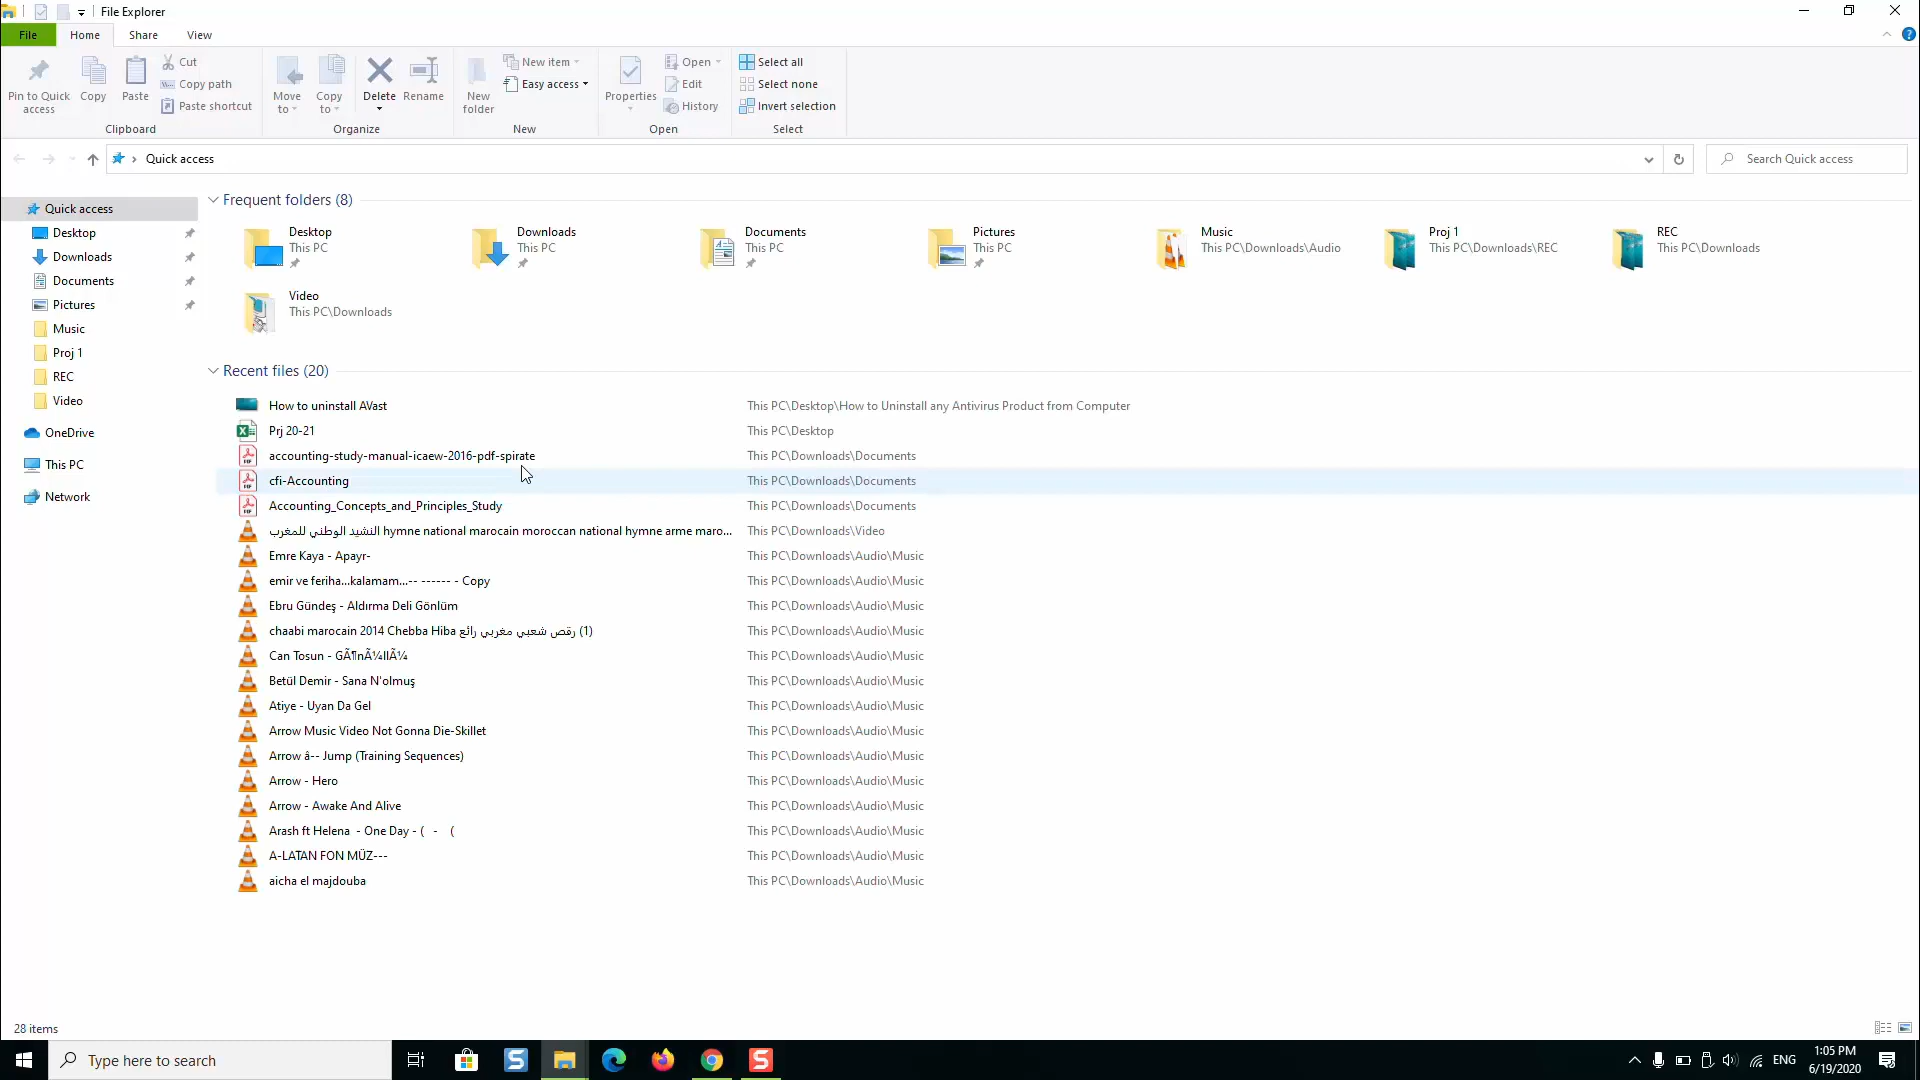 File Explorer
File Home Share View
Pin to Quick access
Copy
Paste
Cut
Copy path
Paste shortcut
Clipboard
Move to
Copy to
Delete
Rename
Organize
New folder
New item
Easy access
New
Properties
Open
Edit
History
Open
Select all
Select none
Invert selection
Select
Quick access
Search Quick access
Quick access
Desktop
Downloads
Documents
Pictures
Music
Proj 1
REC
Video
OneDrive
This PC
Network
Frequent folders (8)
Desktop
This PC
Downloads
This PC
Documents
This PC
Pictures
This PC
Music
This PC\Downloads\Audio
Proj 1
This PC\Downloads\REC
REC
This PC\Downloads
Video
This PC\Downloads
Recent files (20)
How to uninstall AVast This PC\Desktop\How to Uninstall any Antivirus Product from Computer
Prj 20-21 This PC\Desktop
accounting-study-manual-icaew-2016-pdf-spirate This PC\Downloads\Documents
cfi-Accounting This PC\Downloads\Documents
Accounting_Concepts_and_Principles_Study This PC\Downloads\Documents
النشيد الوطني للمغرب hymne national marocain moroccan national hymne arme maro... This PC\Downloads\Video
Emre Kaya - Apayr- This PC\Downloads\Audio\Music
emir ve feriha...kalamam...-- ------ - Copy This PC\Downloads\Audio\Music
Ebru Gündeş - Aldırma Deli Gönlüm This PC\Downloads\Audio\Music
chaabi marocain 2014 Chebba Hiba رقص شعبي مغربي رائع (1) This PC\Downloads\Audio\Music
Can Tosun - GÃ¶nÃ¼llÃ¼ This PC\Downloads\Audio\Music
Betül Demir - Sana N'olmuş This PC\Downloads\Audio\Music
Atiye - Uyan Da Gel This PC\Downloads\Audio\Music
Arrow Music Video Not Gonna Die-Skillet This PC\Downloads\Audio\Music
Arrow â-- Jump (Training Sequences) This PC\Downloads\Audio\Music
Arrow - Hero This PC\Downloads\Audio\Music
Arrow - Awake And Alive This PC\Downloads\Audio\Music
Arash ft Helena - One Day - ( - ( This PC\Downloads\Audio\Music
A-LATAN FON MÜZ--- This PC\Downloads\Audio\Music
aicha el majdouba This PC\Downloads\Audio\Music
28 items
Type here to search
ENG
1:05 PM
6/19/2020